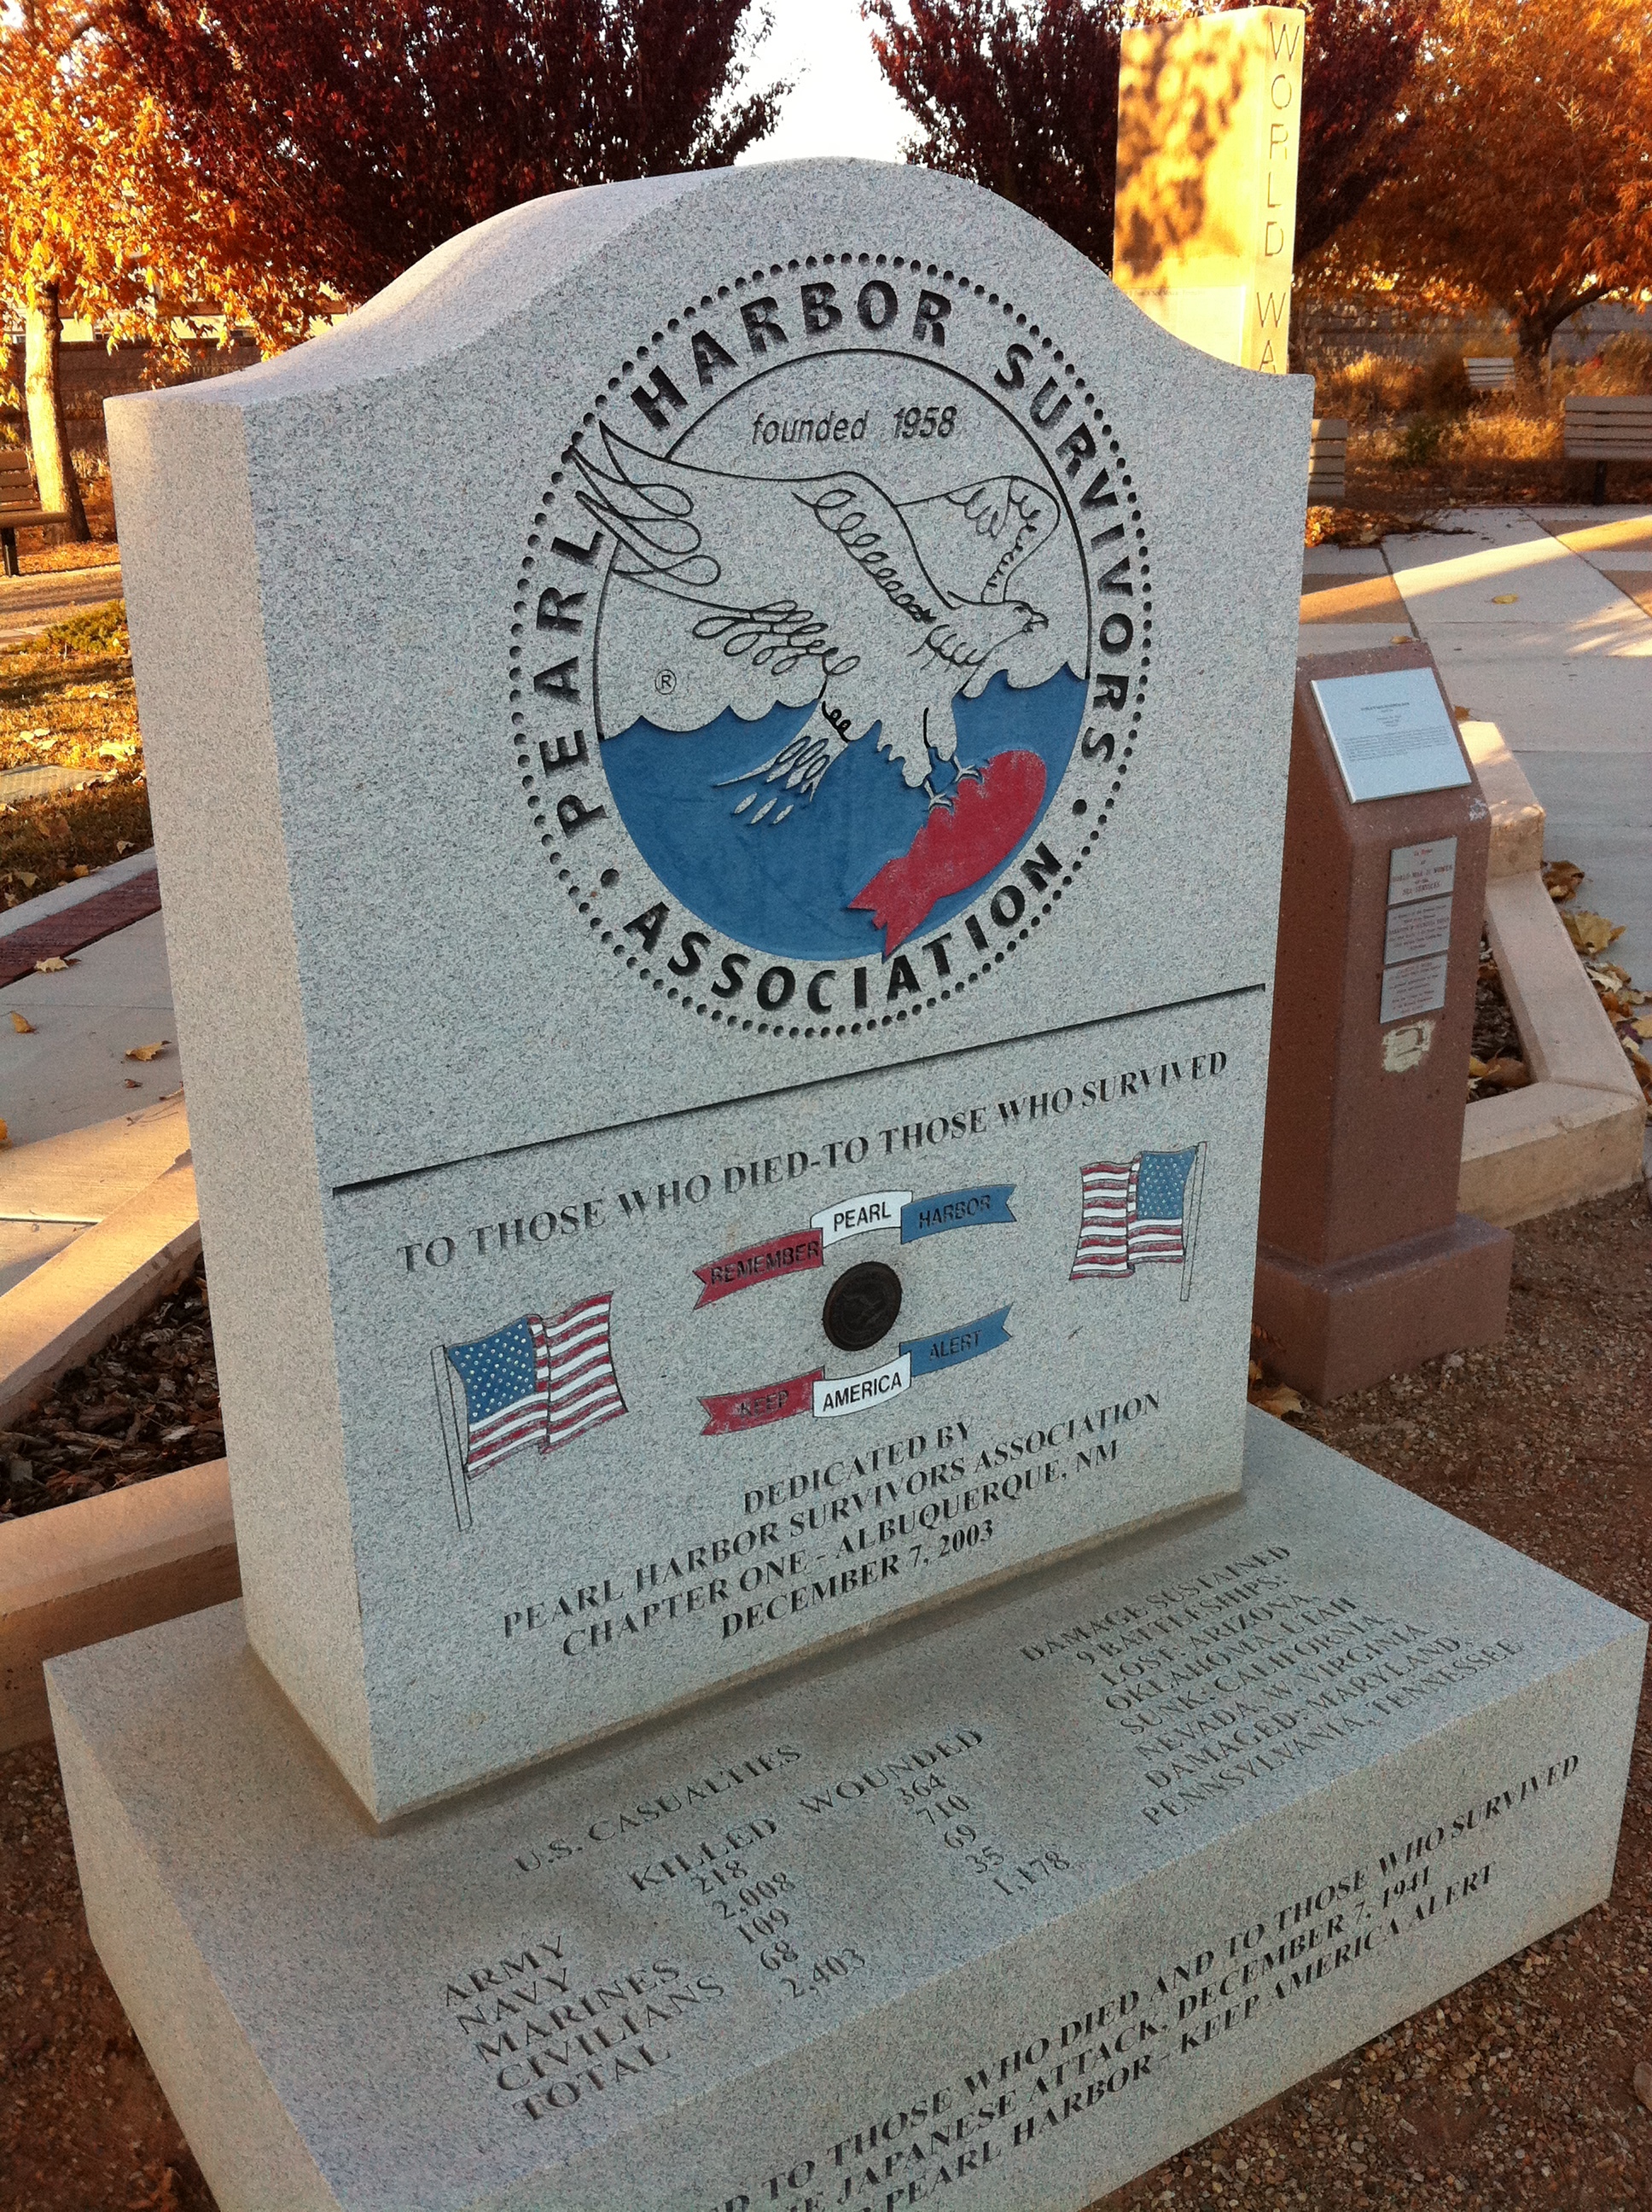 WORLD WA
PEARL HARBOR SURVIVORS
founded 1958
®
ASSOCIATION
TO THOSE WHO DIED-TO THOSE WHO SURVIVED
REMEMBER PEARL HARBOR
KEEP AMERICA ALERT
DEDICATED BY
PEARL HARBOR SURVIVORS ASSOCIATION
CHAPTER ONE - ALBUQUERQUE, NM
DECEMBER 7, 2003
U.S. CASUALTIES
KILLED WOUNDED
ARMY 218 364
NAVY 2,008 710
MARINES 109 69
CIVILIANS 68 35
TOTAL 2,403 1,178
DAMAGE SUSTAINED
9 BATTLESHIPS:
LOST: ARIZONA,
OKLAHOMA, UTAH
SUNK: CALIFORNIA,
NEVADA, W. VIRGINIA
DAMAGED: MARYLAND,
PENNSYLVANIA, TENNESSEE
TO THOSE WHO DIED AND TO THOSE WHO SURVIVED
JAPANESE ATTACK, DECEMBER 7, 1941
PEARL HARBOR - KEEP AMERICA ALERT